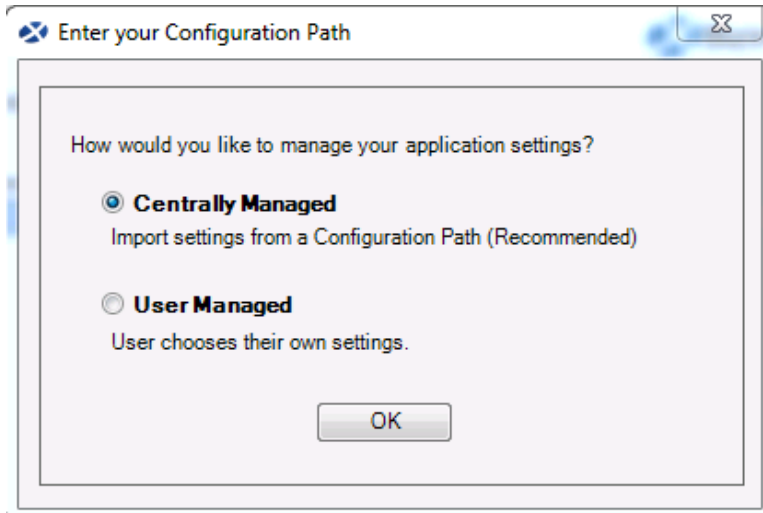 Enter your Configuration Path
How would you like to manage your application settings?
Centrally Managed
Import settings from a Configuration Path (Recommended)
User Managed
User chooses their own settings.
OK